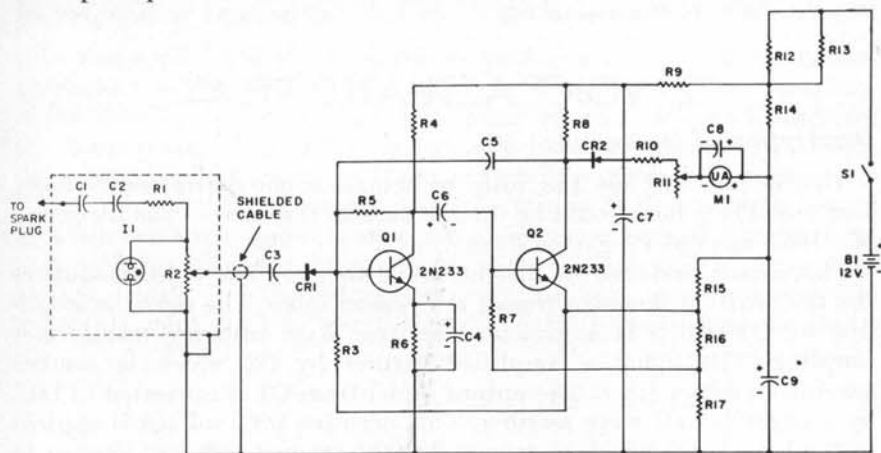 R12
R13
R9
R4
R8
R14
C8
C5
CR2
R10
UA
R11
M1
S1
C1
C2
R1
TO
SPARK
PLUG
SHIELDED
CABLE
R5
C6
C7
I1
Q1
Q2
B1
12V
R2
C3
2N233
2N233
CR1
R15
R7
R16
R3
R6
C4
C9
R17